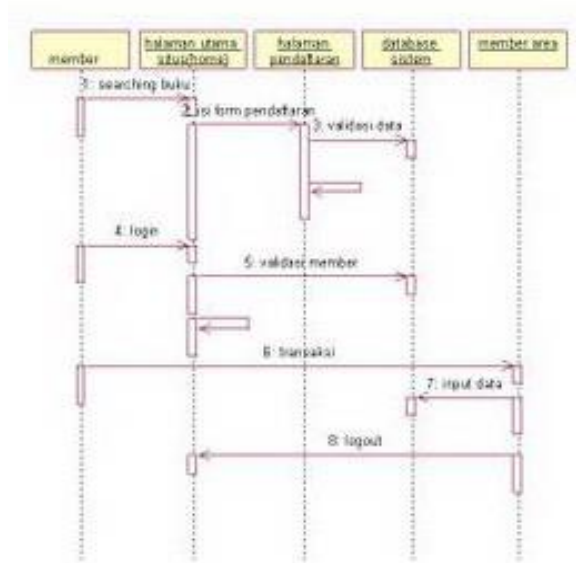 member
halaman utama
situs(home)
halaman
pendaftaran
database
sistem
member area
1: searching buku
2: isi form pendaftaran
3: validasi data
4: login
5: validasi member
6: transaksi
7: input data
8: logout